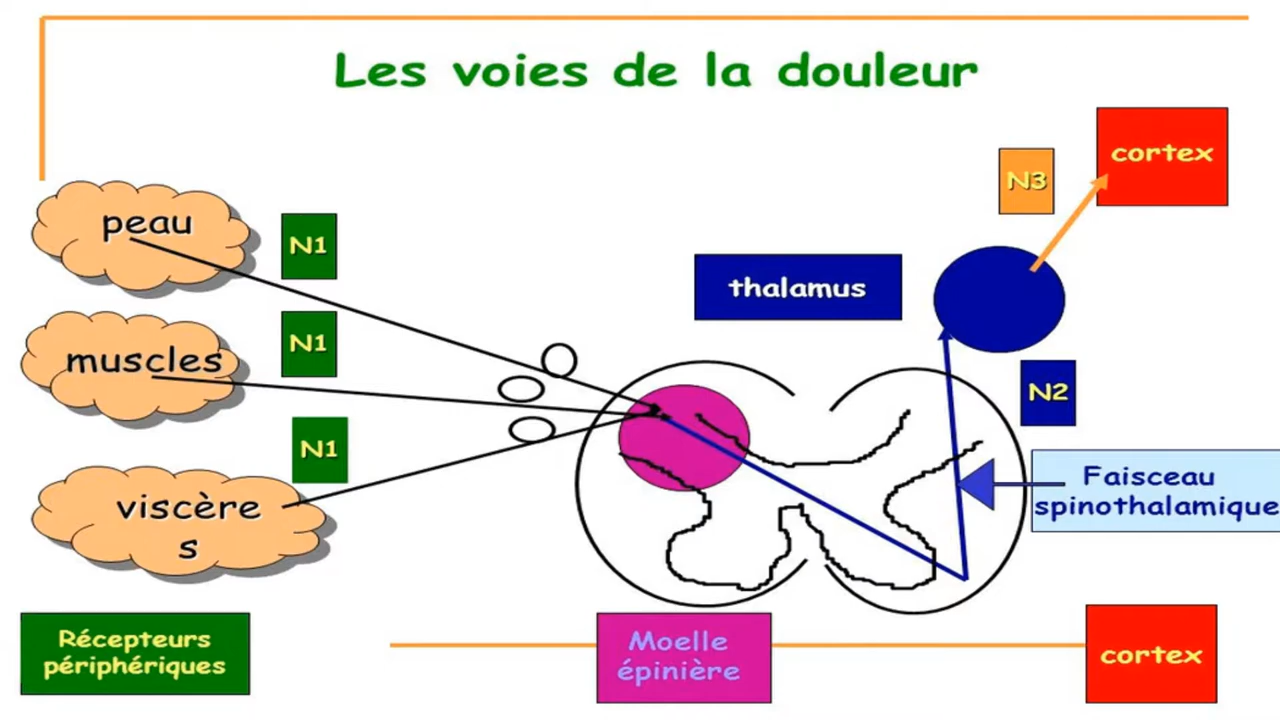 Les voies de la douleur
cortex
N3
peau
N1
thalamus
muscles
N1
N2
N1
viscère
s
Faisceau
spinothalamique
Récepteurs
périphériques
Moelle
épinière
cortex